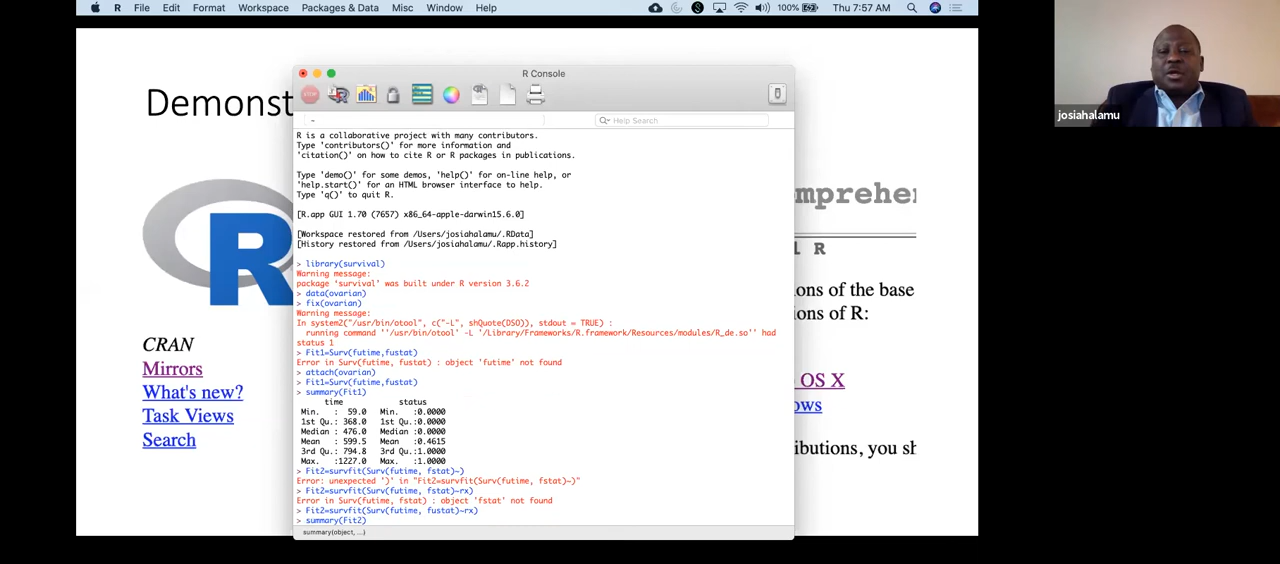 R File Edit Format Workspace Packages & Data Misc Window Help 100% Thu 7:57 AM
R Console
Demonst
Help Search
josiahalamu
R is a collaborative project with many contributors.
Type 'contributors()' for more information and
'citation()' on how to cite R or R packages in publications.
Type 'demo()' for some demos, 'help()' for on-line help, or
'help.start()' for an HTML browser interface to help.
Type 'q()' to quit R.
[R.app GUI 1.70 (7657) x86_64-apple-darwin15.6.0]
[Workspace restored from /Users/josiahalamu/.RData]
[History restored from /Users/josiahalamu/.Rapp.history]
> library(survival)
Warning message:
package 'survival' was built under R version 3.6.2
> data(ovarian)
> fix(ovarian)
Warning message:
In system2("/usr/bin/otool", c("-L", shQuote(DSO)), stdout = TRUE) :
running command ''/usr/bin/otool' -L '/Library/Frameworks/R.framework/Resources/modules/R_de.so'' had
status 1
> Fit1=Surv(futime,fustat)
Error in Surv(futime, fustat) : object 'futime' not found
> attach(ovarian)
> Fit1=Surv(futime,fustat)
> summary(Fit1)
time status
Min. : 59.0 Min. :0.0000
1st Qu.: 368.0 1st Qu.:0.0000
Median : 476.0 Median :0.0000
Mean : 599.5 Mean :0.4615
3rd Qu.: 794.8 3rd Qu.:1.0000
Max. :1227.0 Max. :1.0000
> Fit2=survfit(Surv(futime, fstat)~)
Error: unexpected ')' in "Fit2=survfit(Surv(futime, fstat)~)"
> Fit2=survfit(Surv(futime, fstat)~rx)
Error in Surv(futime, fstat) : object 'fstat' not found
> Fit2=survfit(Surv(futime, fustat)~rx)
> summary(Fit2)
summary(object, ...)
R
CRAN
Mirrors
What's new?
Task Views
Search
mpreher
l R
ons of the base
ions of R:
OS X
ows
ibutions, you sh